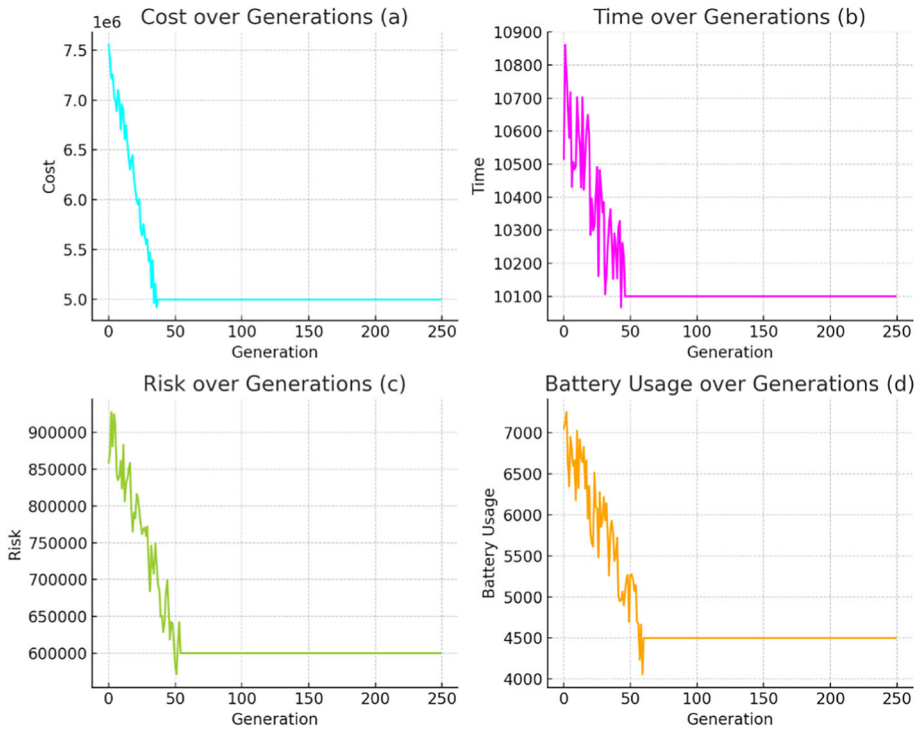 Cost over Generations (a)
1e6
7.5
7.0
6.5
6.0
5.5
5.0
Cost
0 50 100 150 200 250
Generation
Time over Generations (b)
10900
10800
10700
10600
10500
10400
10300
10200
10100
Time
0 50 100 150 200 250
Generation
Risk over Generations (c)
900000
850000
800000
750000
700000
650000
600000
Risk
0 50 100 150 200 250
Generation
Battery Usage over Generations (d)
7000
6500
6000
5500
5000
4500
4000
Battery Usage
0 50 100 150 200 250
Generation